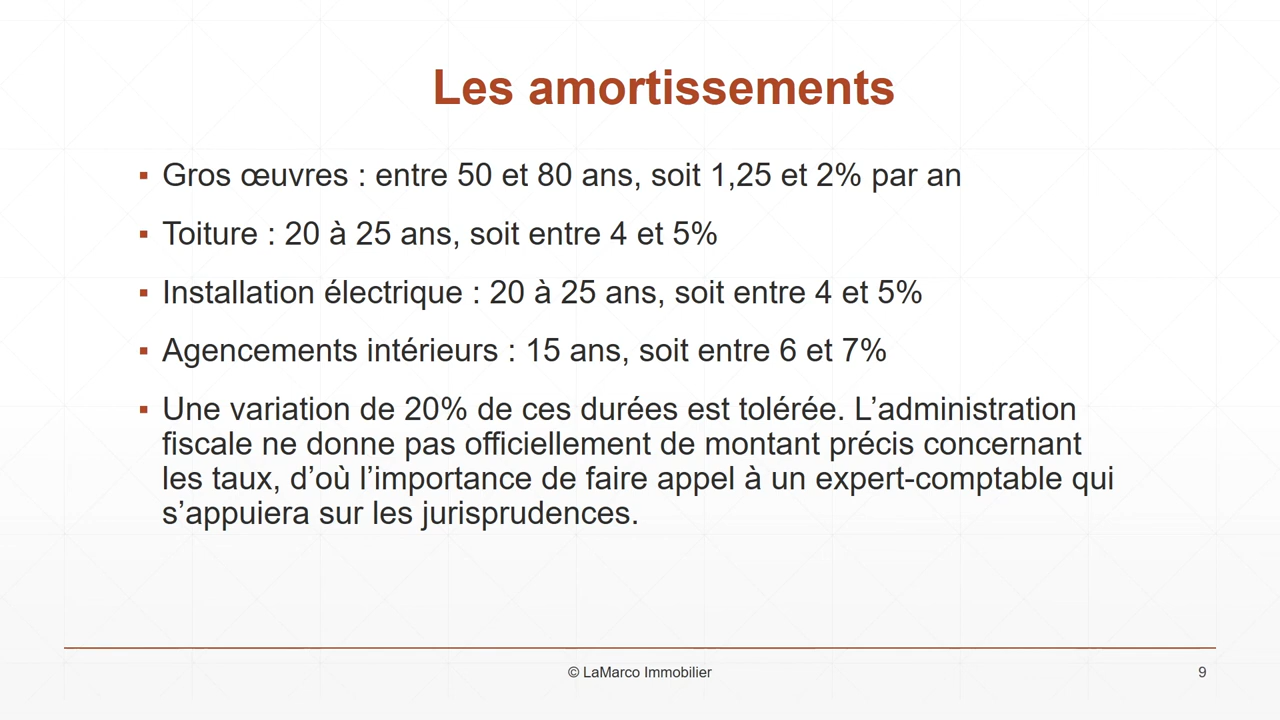 Les amortissements
▪ Gros œuvres : entre 50 et 80 ans, soit 1,25 et 2% par an
▪ Toiture : 20 à 25 ans, soit entre 4 et 5%
▪ Installation électrique : 20 à 25 ans, soit entre 4 et 5%
▪ Agencements intérieurs : 15 ans, soit entre 6 et 7%
▪ Une variation de 20% de ces durées est tolérée. L’administration
fiscale ne donne pas officiellement de montant précis concernant
les taux, d’où l’importance de faire appel à un expert-comptable qui
s’appuiera sur les jurisprudences.
© LaMarco Immobilier
9